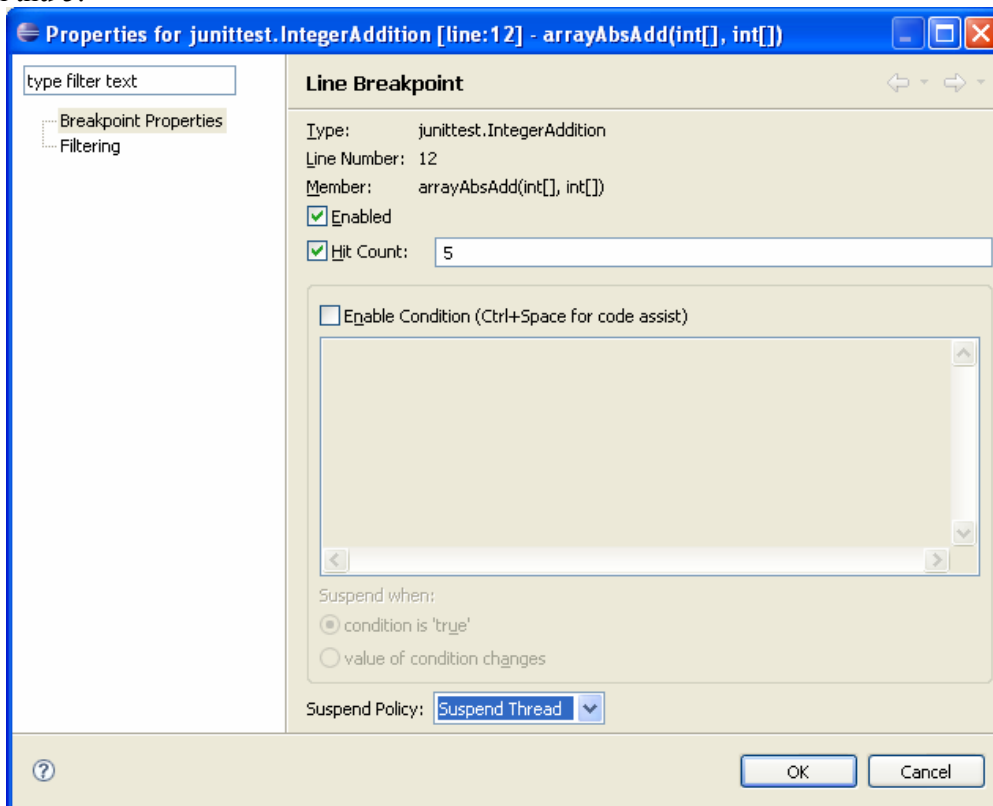 Properties for junittest.IntegerAddition [line:12] - arrayAbsAdd(int[], int[])
type filter text
Breakpoint Properties
Filtering
Line Breakpoint
Type: junittest.IntegerAddition
Line Number: 12
Member: arrayAbsAdd(int[], int[])
Enabled
Hit Count: 5
Enable Condition (Ctrl+Space for code assist)
Suspend when:
condition is 'true'
value of condition changes
Suspend Policy: Suspend Thread
? OK Cancel